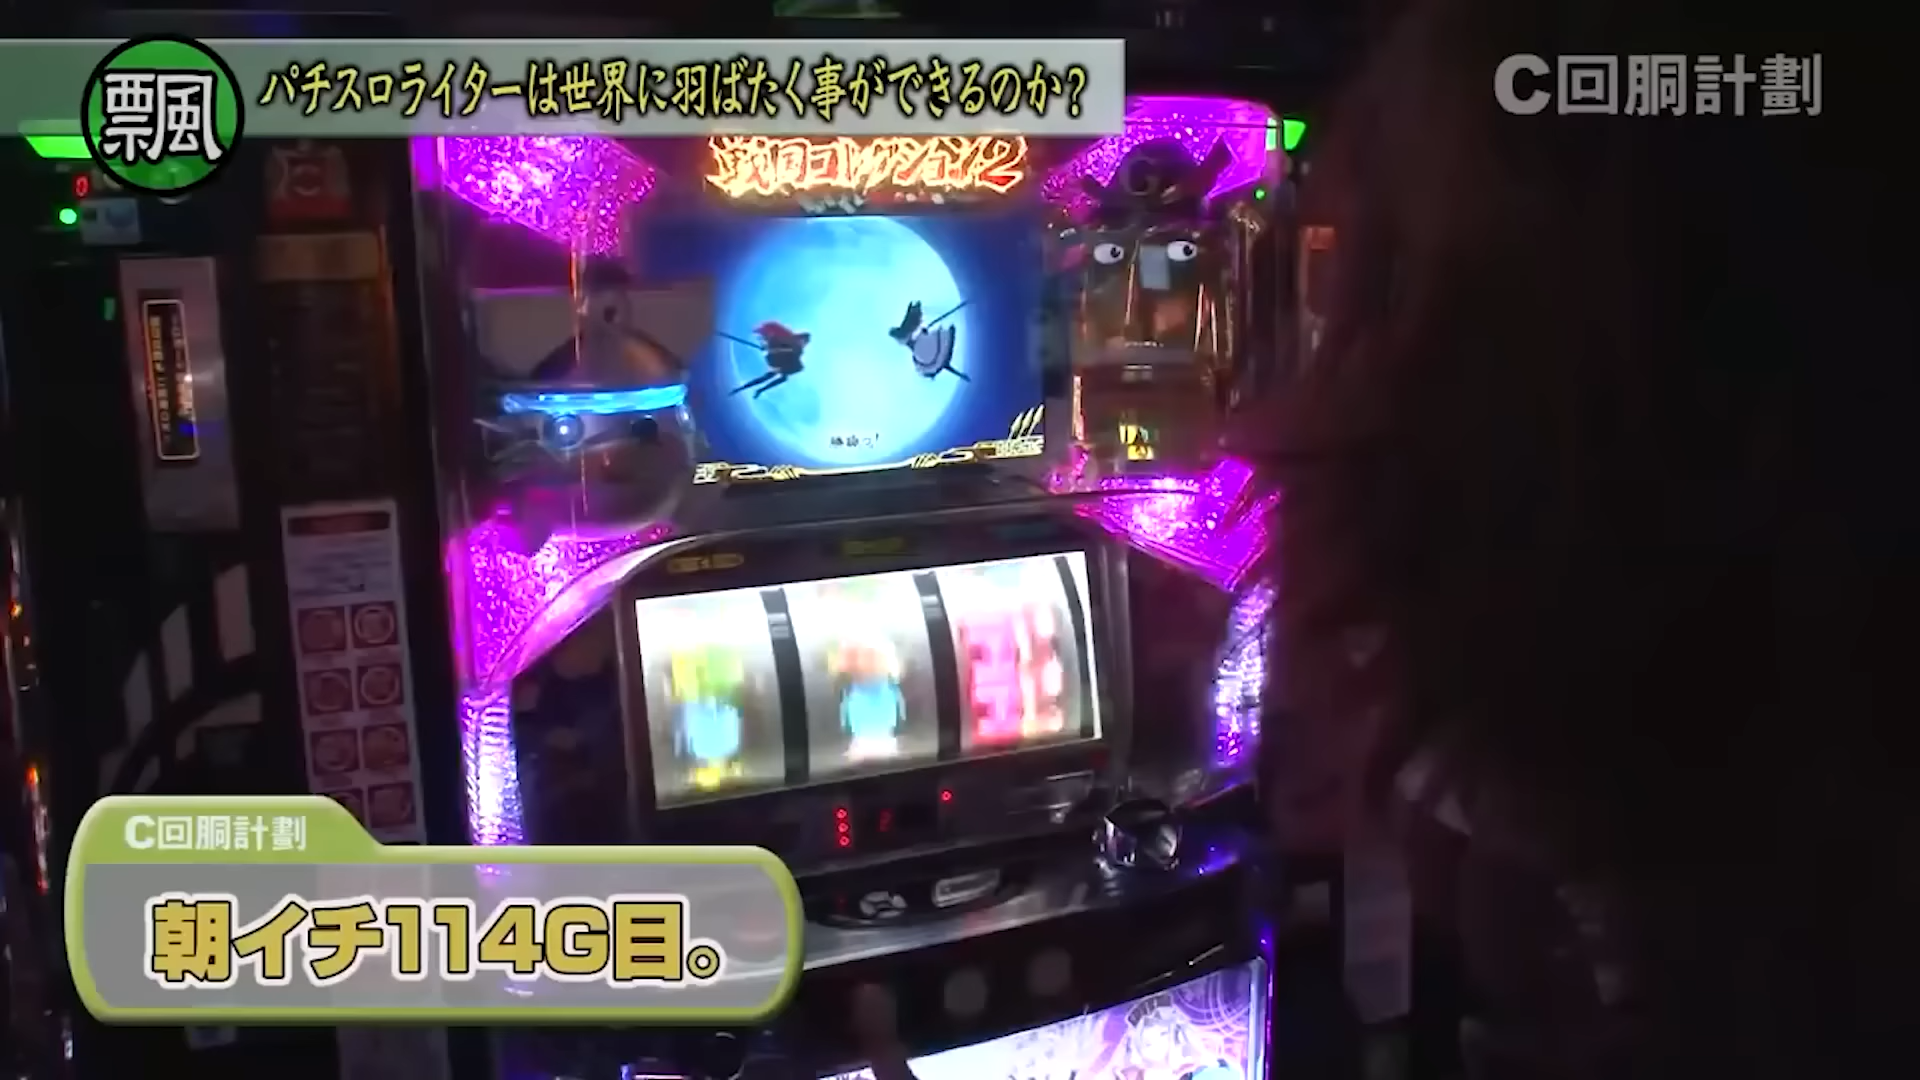 飄
パチスロライターは世界に羽ばたく事ができるのか?
C回胴計劃
戦国コレクション2
C回胴計劃
朝イチ114G目。